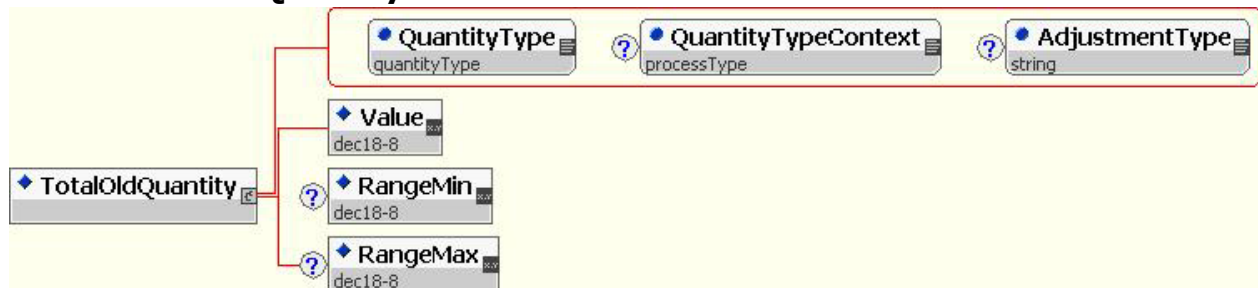 QuantityType
quantityType
? QuantityTypeContext
processType
? AdjustmentType
string
Value
dec18-8
TotalOldQuantity
? RangeMin
dec18-8
? RangeMax
dec18-8